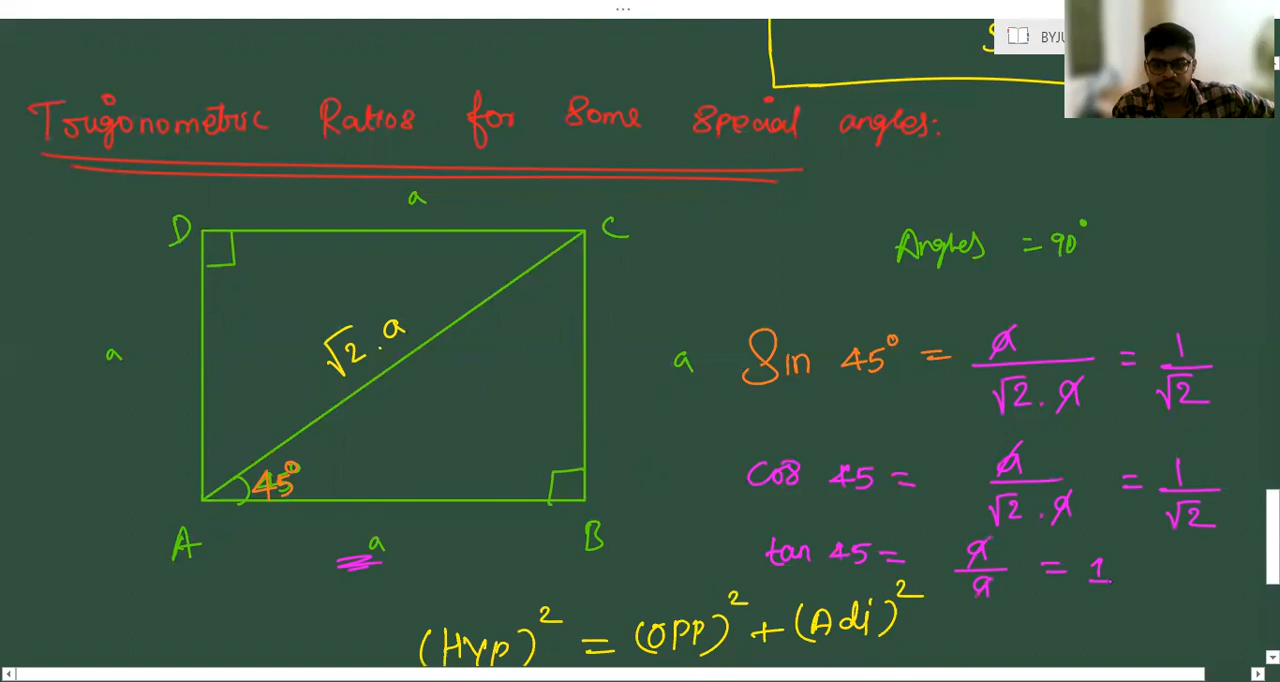 BYJU
Trigonometric Ratios for some special angles:
a
D
C
Angles = 90°
√2 . a
a
a
Sin 45° = a / √2 . a = 1 / √2
45°
cos 45 = a / √2 . a = 1 / √2
A
a
B
tan 45 = a / a = 1
(Hyp)² = (Opp)² + (Adi)²